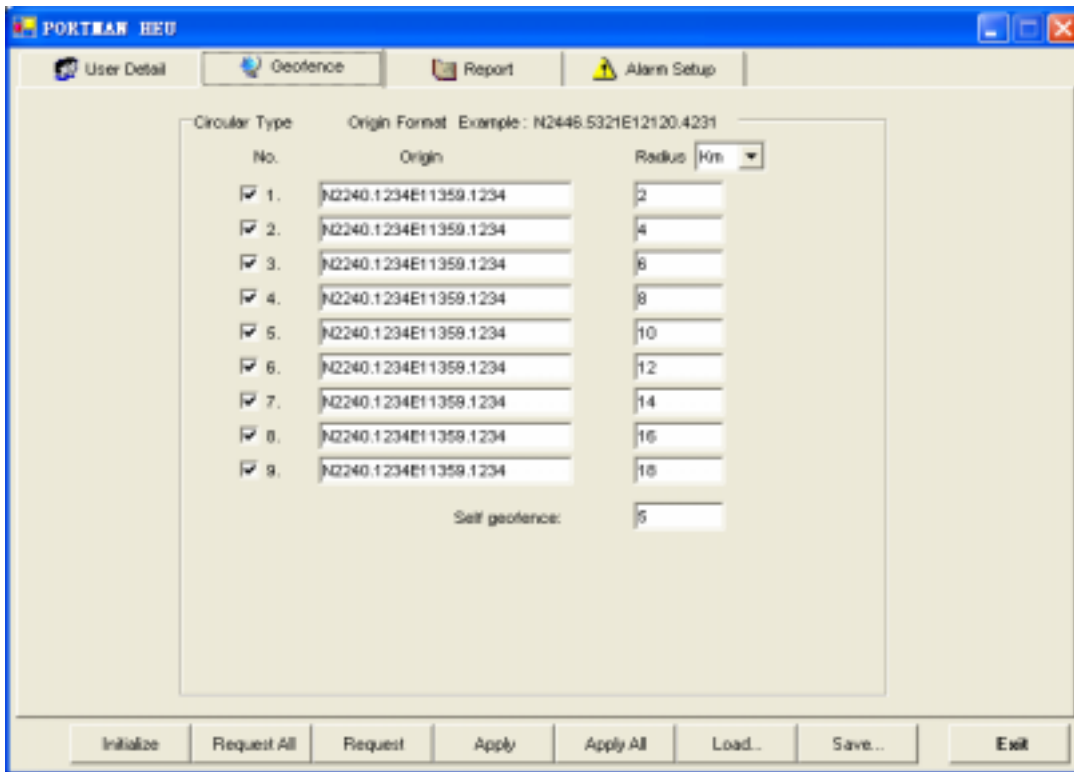 PORTMAN HEU
User Detail Geofence Report Alarm Setup
Circular Type Origin Format Example : N2446.5321E12120.4231
No. Origin Radius Km
1. N2240.1234E11359.1234 2
2. N2240.1234E11359.1234 4
3. N2240.1234E11359.1234 6
4. N2240.1234E11359.1234 8
5. N2240.1234E11359.1234 10
6. N2240.1234E11359.1234 12
7. N2240.1234E11359.1234 14
8. N2240.1234E11359.1234 16
9. N2240.1234E11359.1234 18
Self geofence: 5
Initialize Request All Request Apply Apply All Load... Save... Exit